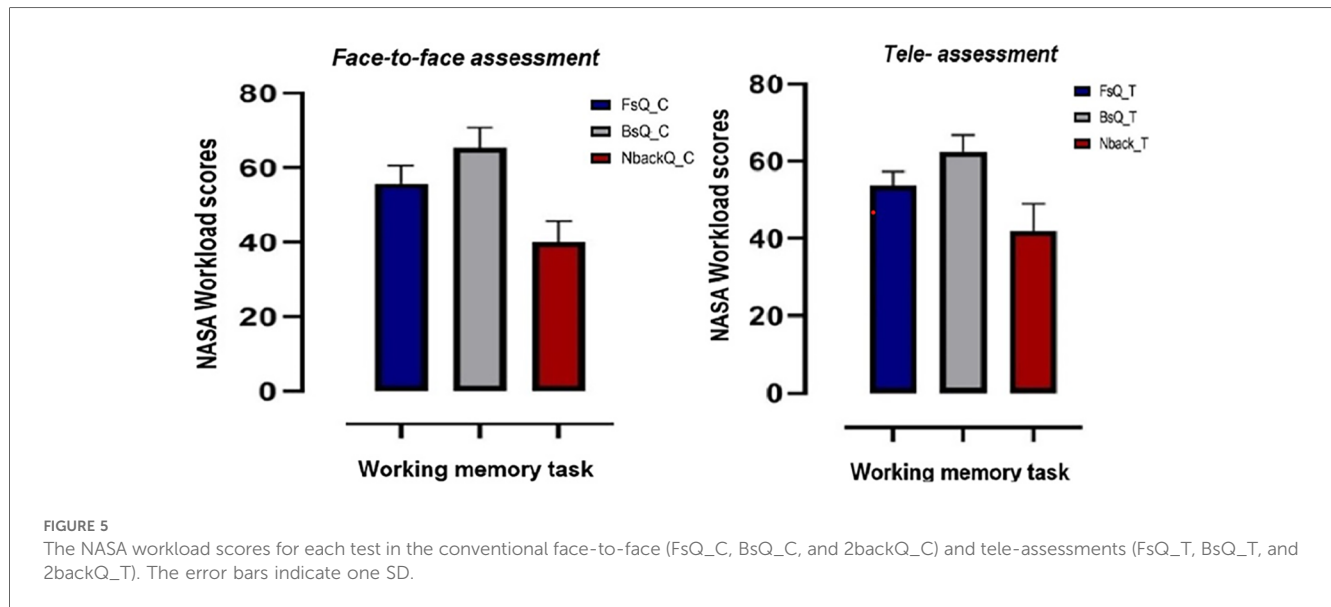 Face-to-face assessment
80
60
40
20
0
NASA Workload scores
FsQ_C
BsQ_C
NbackQ_C
Working memory task
Tele- assessment
80
60
40
20
0
NASA Workload scores
FsQ_T
BsQ_T
Nback_T
Working memory task
FIGURE 5
The NASA workload scores for each test in the conventional face-to-face (FsQ_C, BsQ_C, and 2backQ_C) and tele-assessments (FsQ_T, BsQ_T, and
2backQ_T). The error bars indicate one SD.